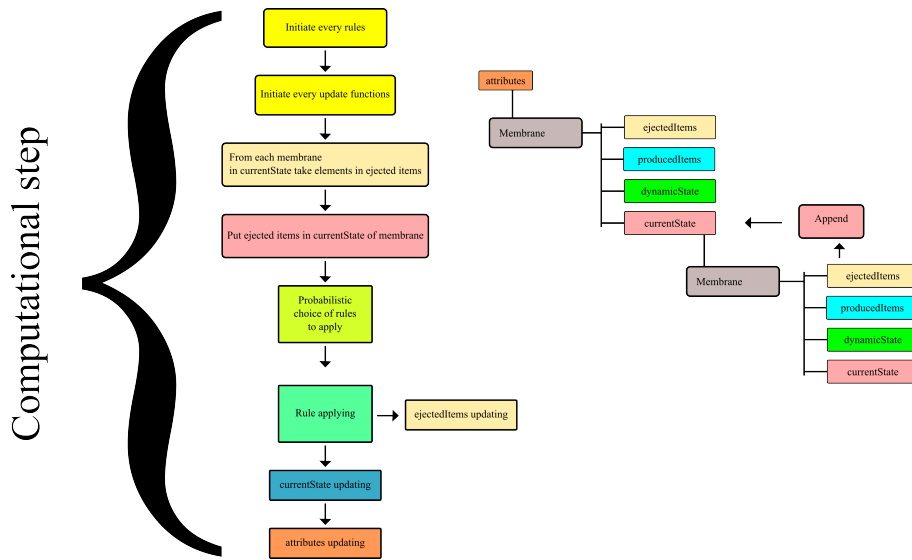 Computational step
Initiate every rules
Initiate every update functions
From each membrane
in currentState take elements in ejected items
Put ejected items in currentState of membrane
Probabilistic
choice of rules
to apply
Rule applying
ejectedItems updating
currentState updating
attributes updating
attributes
Membrane
ejectedItems
producedItems
dynamicState
currentState
Append
Membrane
ejectedItems
producedItems
dynamicState
currentState